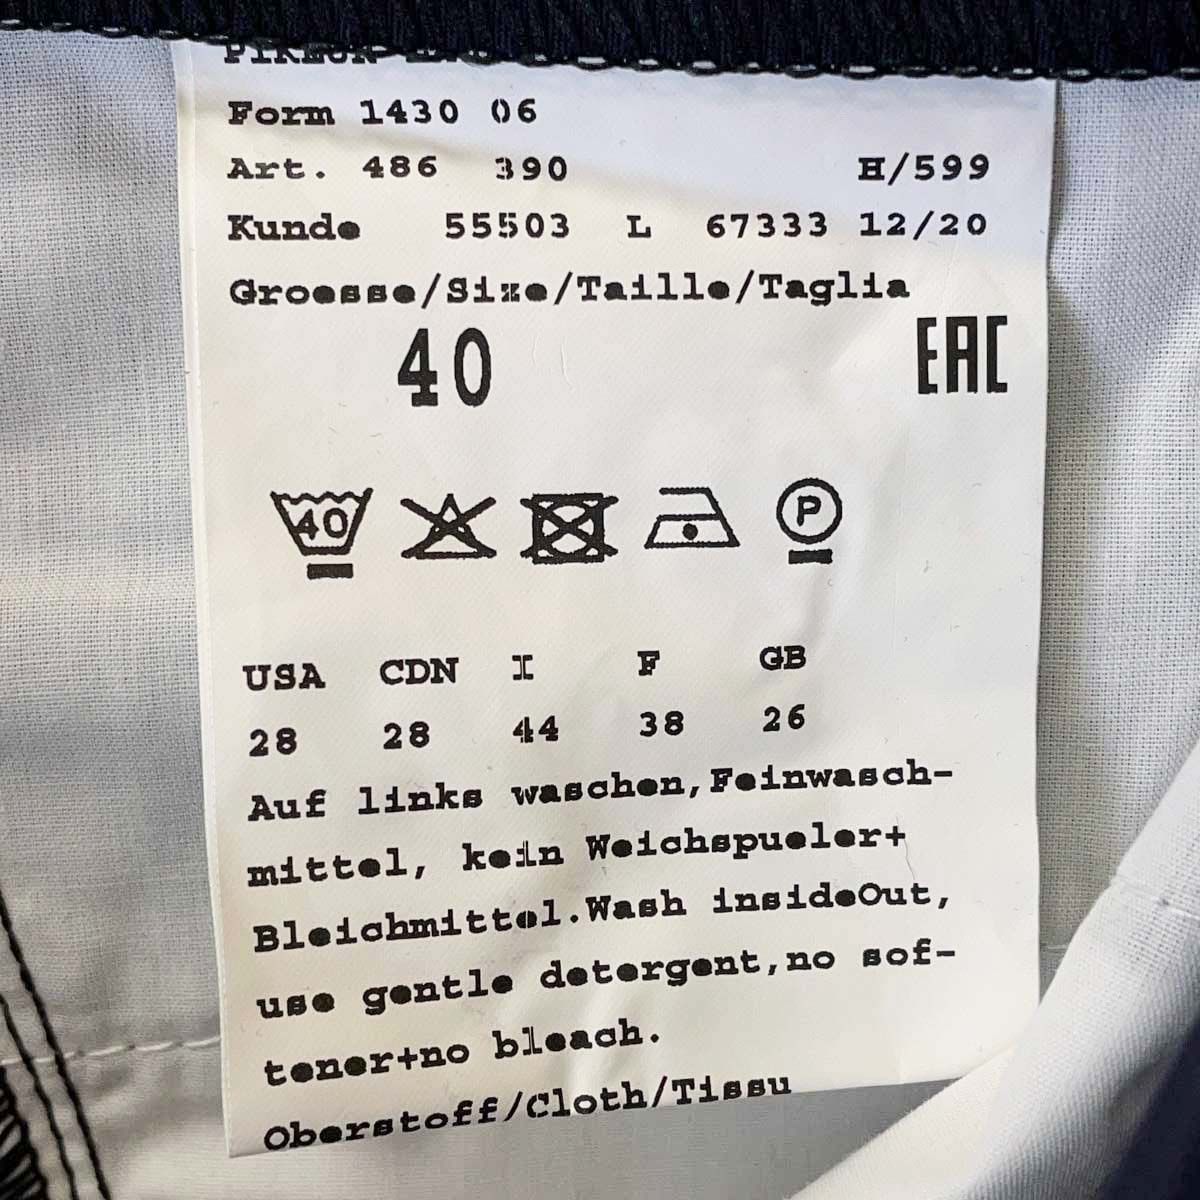 Form 1430 06
Art. 486 390 H/599
Kunde 55503 L 67333 12/20
Groesse/Size/Taille/Taglia
40 EAC
40 P
USA CDN I F GB
28 28 44 38 26
Auf links waschen,Feinwasch-
mittel, kein Weichspueler+
Bleichmittel.Wash insideOut,
use gentle detergent,no sof-
tener+no bleach.
Oberstoff/Cloth/Tissu